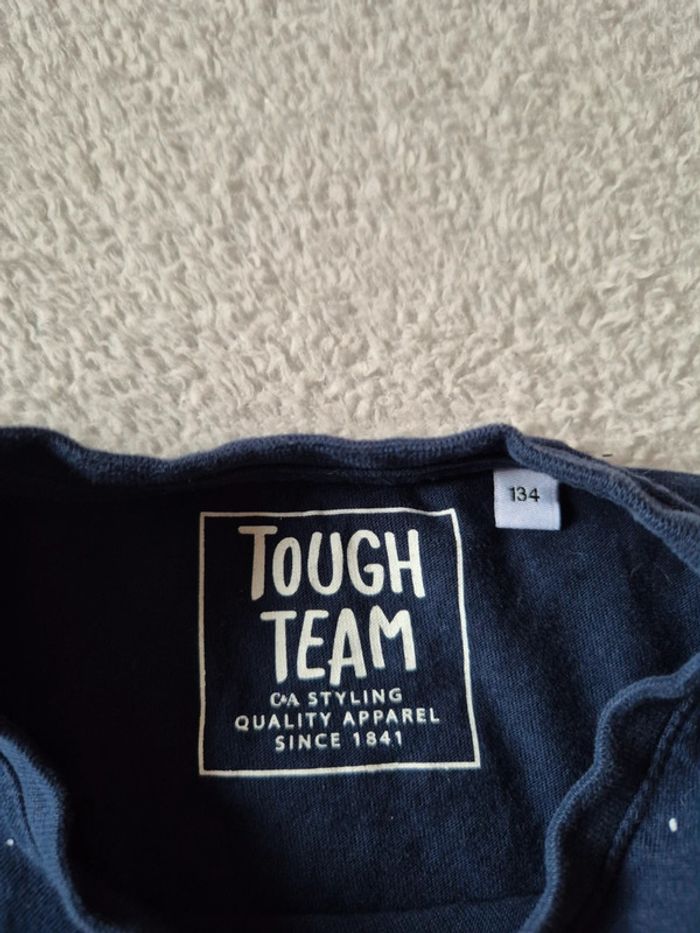 134
TOUGH
TEAM
C&A STYLING
QUALITY APPAREL
SINCE 1841